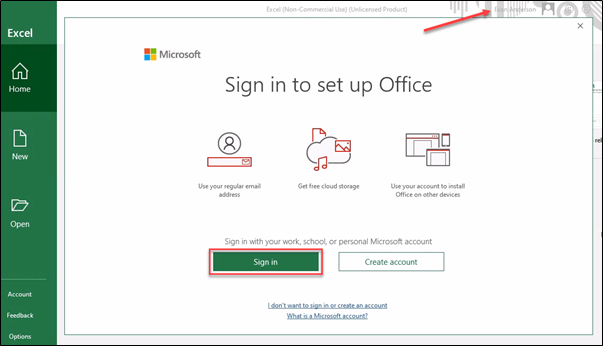 Excel (Non-Commercial Use) (Unlicensed Product)
Anderson
Excel
Home
New
Open
Account
Feedback
Options
Microsoft
Sign in to set up Office
Use your regular email
address
Get free cloud storage
Use your account to install
Office on other devices
Sign in with your work, school, or personal Microsoft account
Sign in
Create account
I don't want to sign in or create an account
What is a Microsoft account?